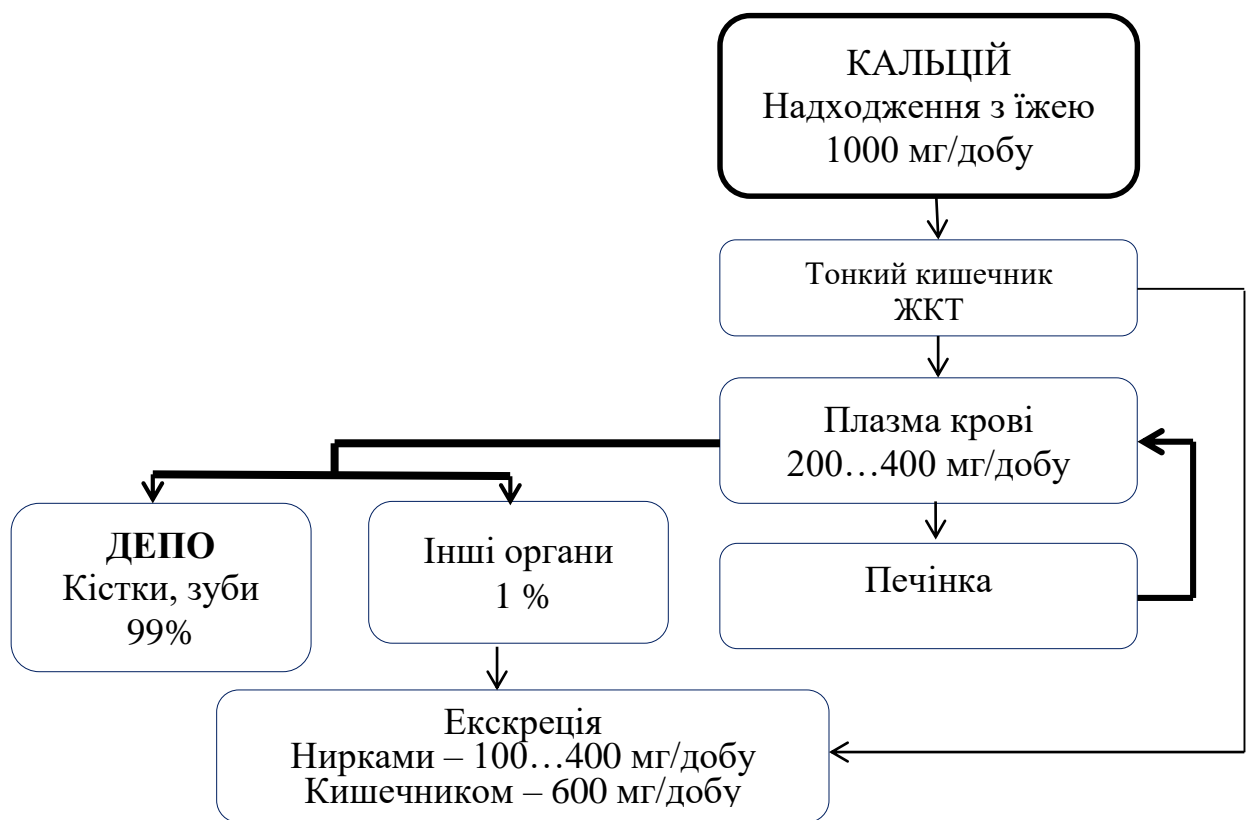 КАЛЬЦІЙ
Надходження з їжею
1000 мг/добу
Тонкий кишечник
ЖКТ
Плазма крові
200…400 мг/добу
ДЕПО
Кістки, зуби
99%
Інші органи
1 %
Печінка
Екскреція
Нирками – 100…400 мг/добу
Кишечником – 600 мг/добу